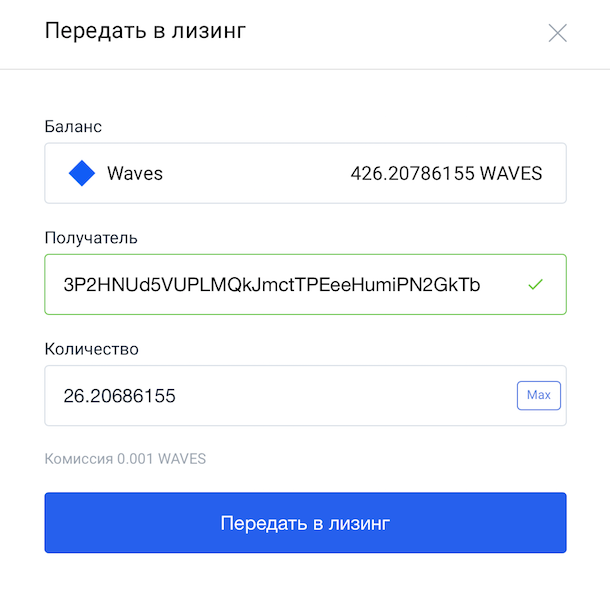 Передать в лизинг
Баланс
Waves 426.20786155 WAVES
Получатель
3P2HNUd5VUPLMQkJmctTPEeeHumiPN2GkTb
Количество
26.20686155 Max
Комиссия 0.001 WAVES
Передать в лизинг